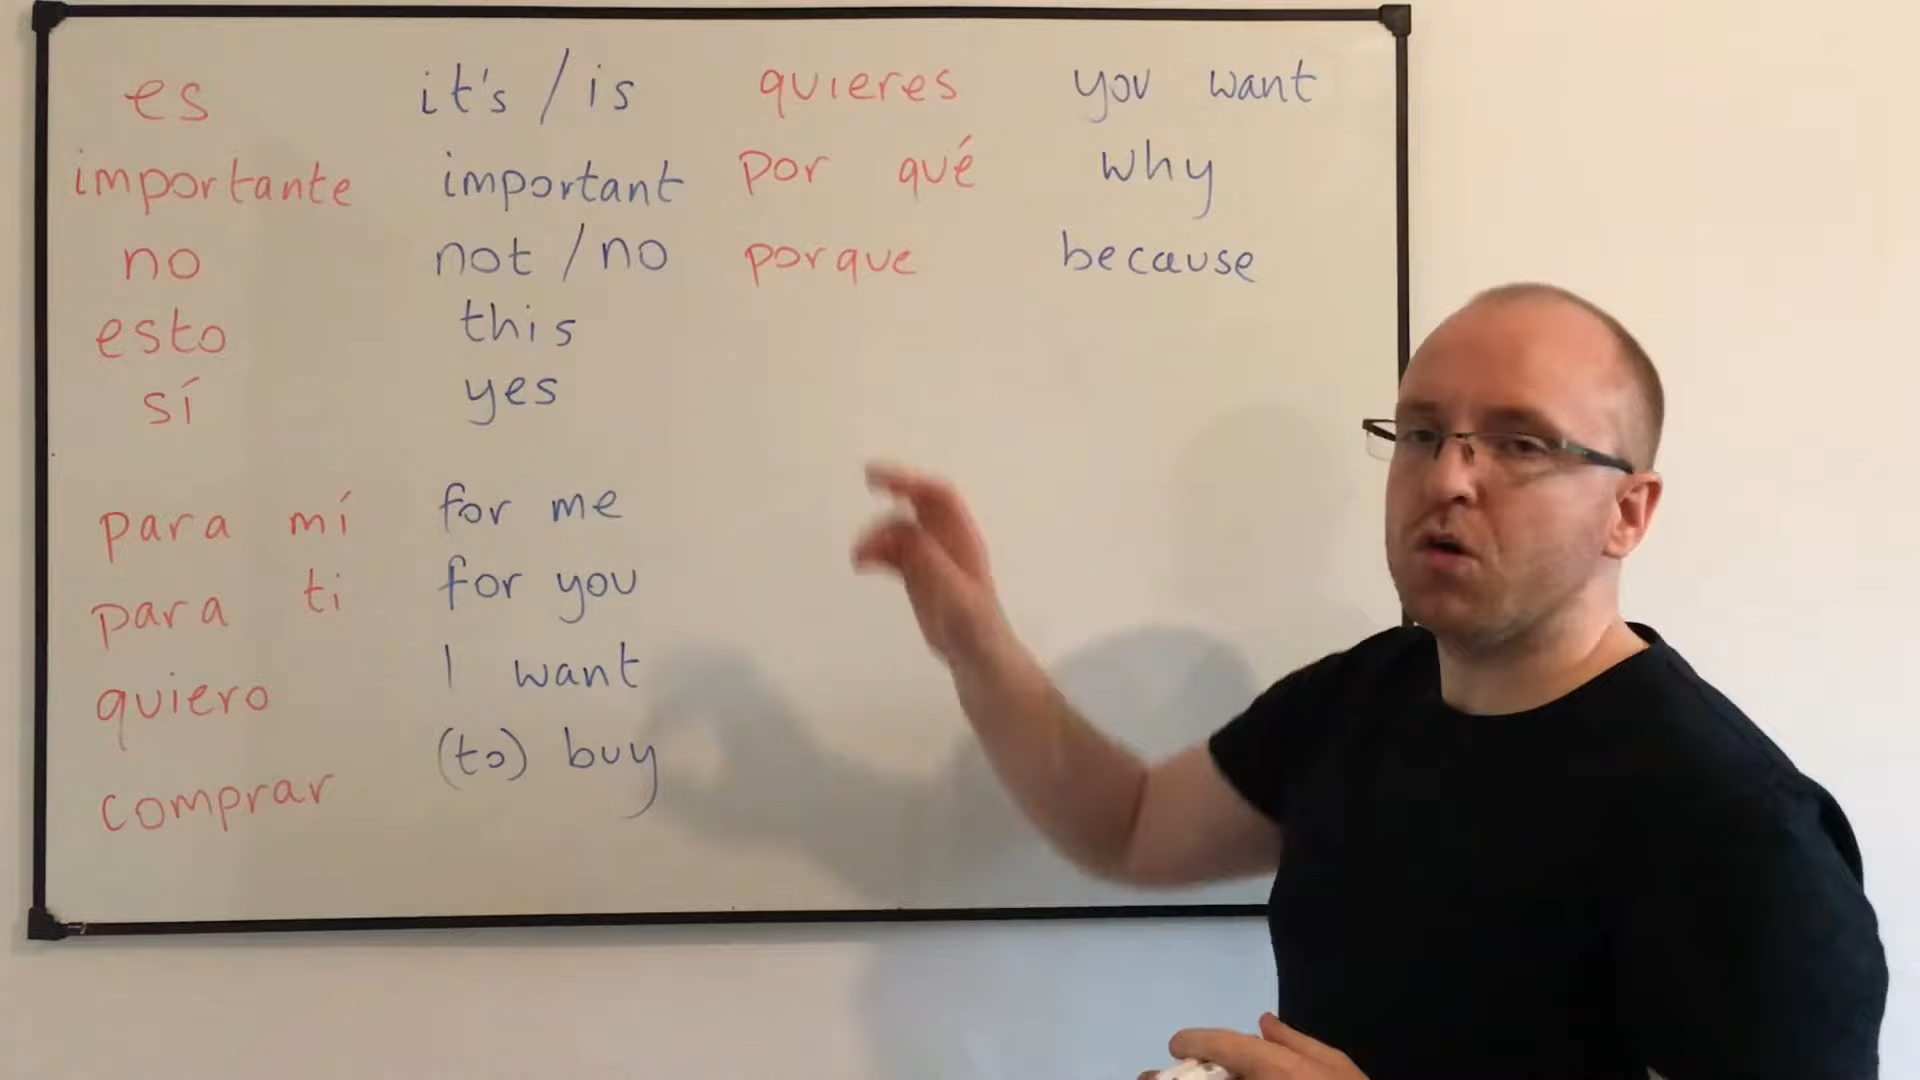 es it's / is quieres you want
importante important por qué why
no not / no porque because
esto this
sí yes
para mí for me
para ti for you
quiero I want
comprar (to) buy